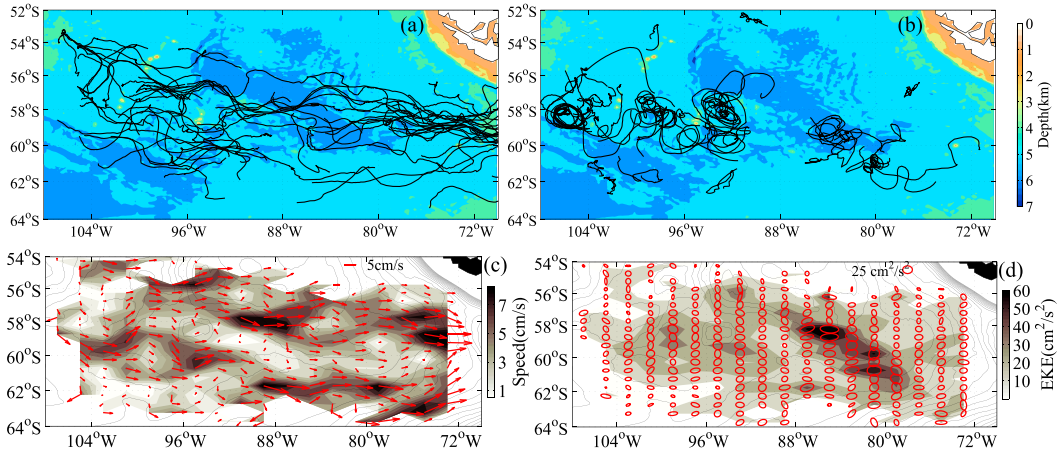 52°S
54°S
56°S
58°S
60°S
62°S
64°S
104°W
96°W
88°W
80°W
72°W
(a)
52°S
54°S
56°S
58°S
60°S
62°S
64°S
104°W
96°W
88°W
80°W
72°W
(b)
0
1
2
3
4
5
6
7
Depth(km)
54°S
56°S
58°S
60°S
62°S
64°S
104°W
96°W
88°W
80°W
72°W
5cm/s
(c)
7
5
3
1
Speed(cm/s)
54°S
56°S
58°S
60°S
62°S
64°S
104°W
96°W
88°W
80°W
72°W
25 cm²/s²
(d)
60
50
40
30
20
10
EKE(cm²/s²)